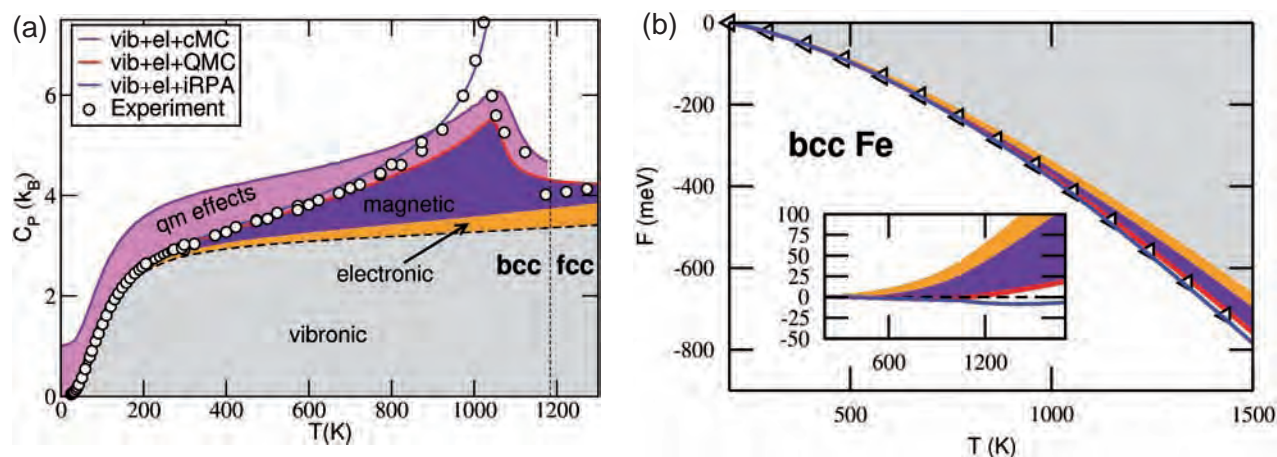 (a)
vib+el+cMC
vib+el+QMC
vib+el+iRPA
Experiment
C_P (k_B)
6
4
2
0
qm effects
magnetic
electronic
bcc fcc
vibronic
0 200 400 600 800 1000 1200
T(K)
(b)
F (meV)
0
-200
-400
-600
-800
bcc Fe
100
75
50
25
0
-25
-50
600 1200
500 1000 1500
T (K)